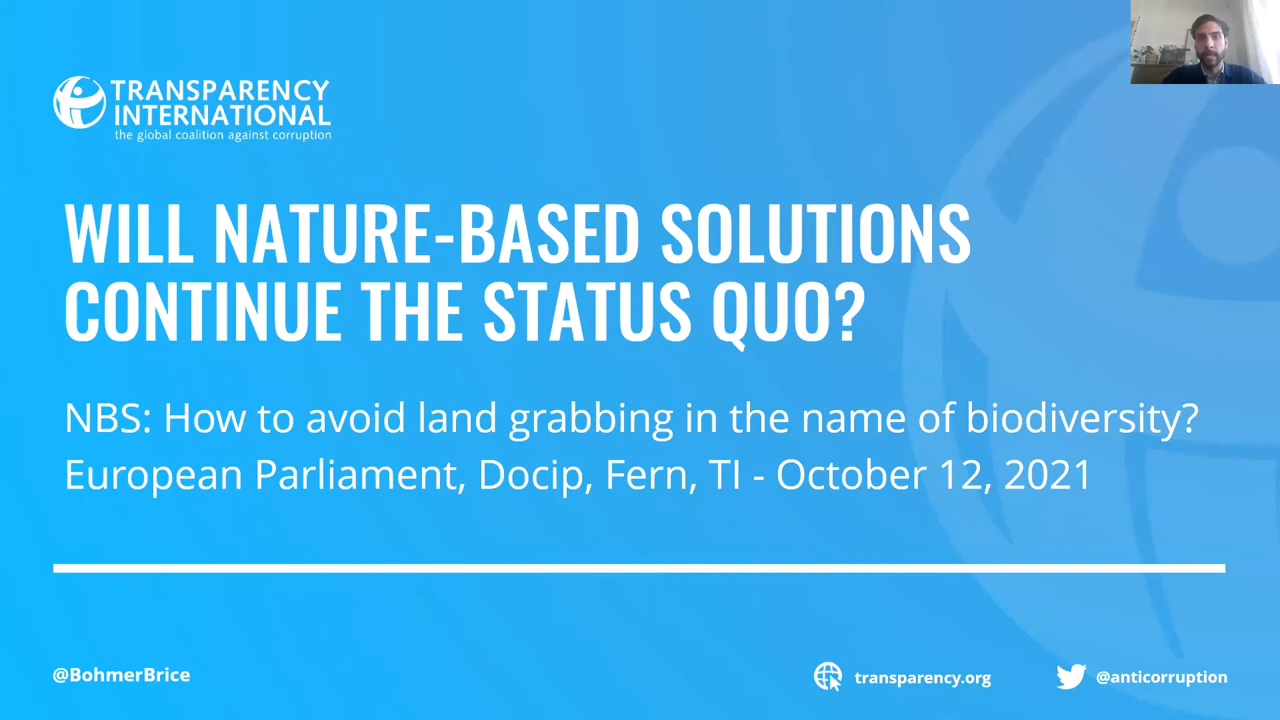 TRANSPARENCY
INTERNATIONAL
the global coalition against corruption
WILL NATURE-BASED SOLUTIONS
CONTINUE THE STATUS QUO?
NBS: How to avoid land grabbing in the name of biodiversity?
European Parliament, Docip, Fern, TI - October 12, 2021
@BohmerBrice
transparency.org
@anticorruption